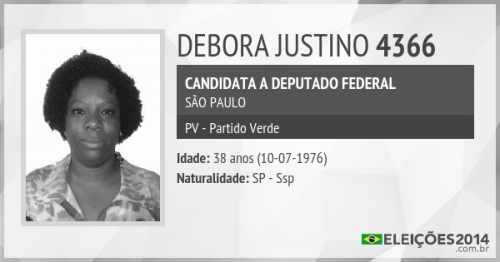 DEBORA JUSTINO 4366
CANDIDATA A DEPUTADO FEDERAL
SÃO PAULO
PV - Partido Verde
Idade: 38 anos (10-07-1976)
Naturalidade: SP - Ssp
ELEIÇÕES2014
.com.br